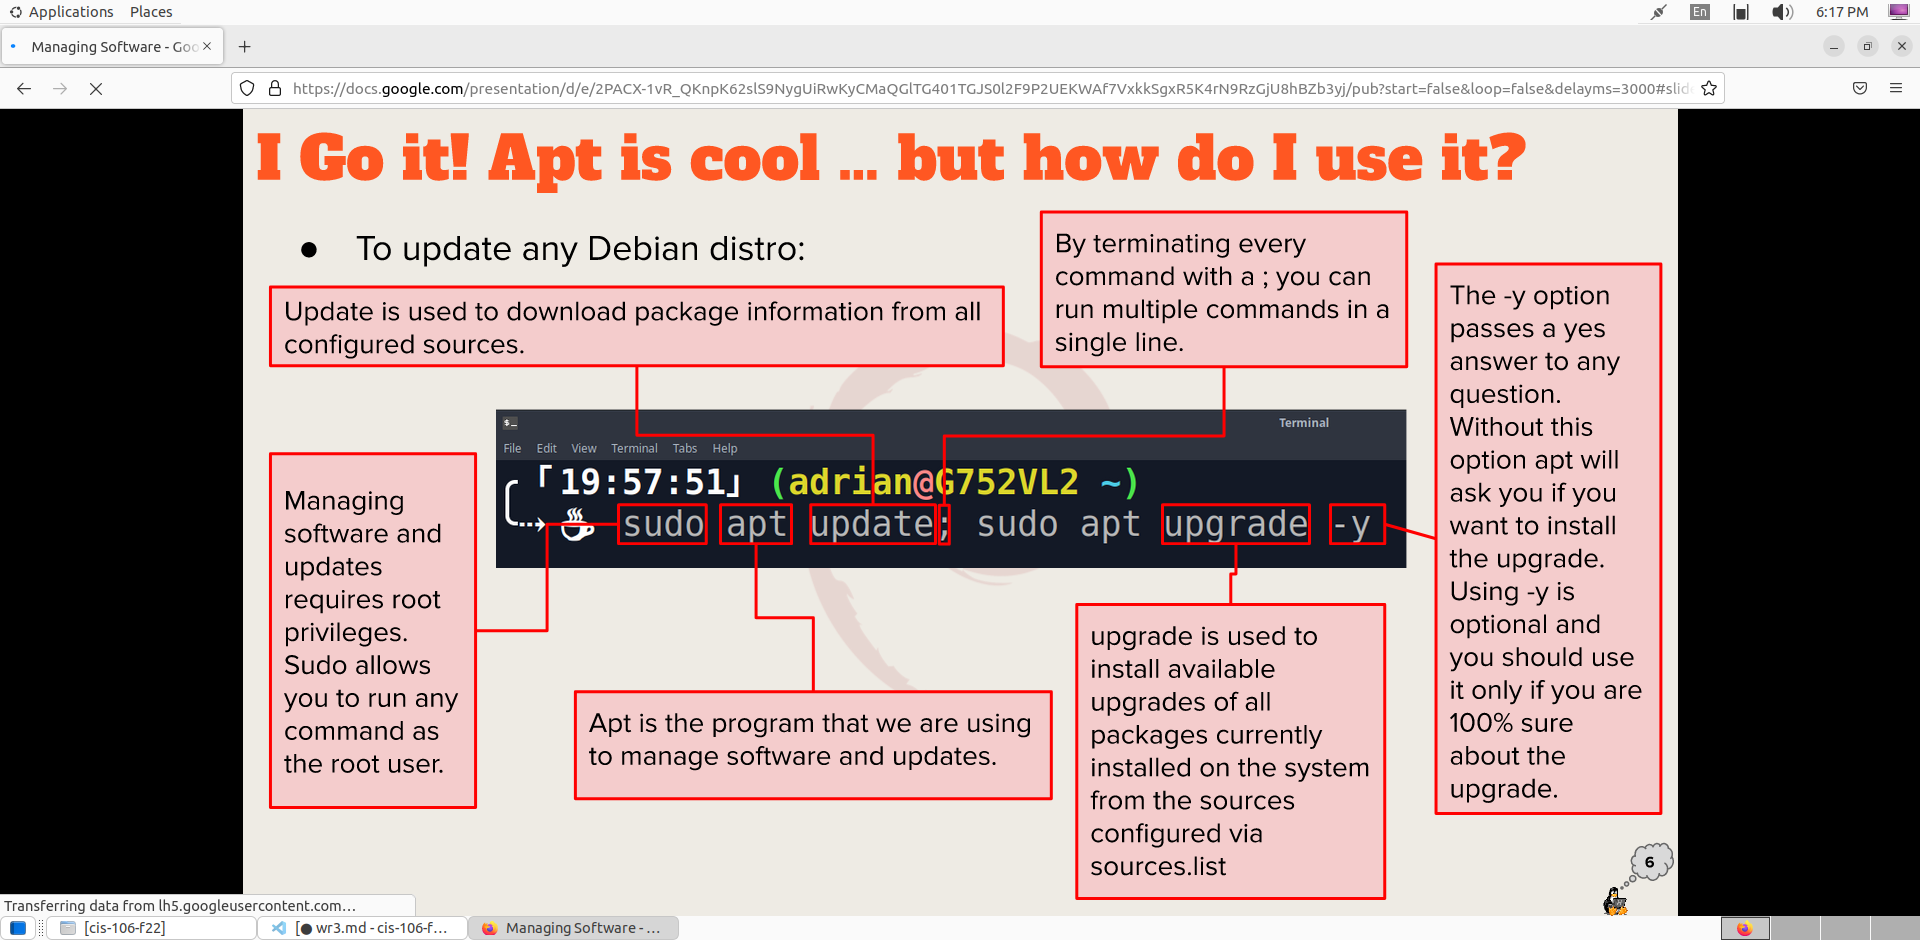 Applications Places
En
6:17 PM
Managing Software - Goo
https://docs.google.com/presentation/d/e/2PACX-1vR_QKnpK62slS9NygUiRwKyCMaQGlTG401TGJS0l2F9P2UEKWAf7VxkkSgxR5K4rN9RzGjU8hBZb3yj/pub?start=false&loop=false&delayms=3000#slid
I Go it! Apt is cool ... but how do I use it?
● To update any Debian distro:
Update is used to download package information from all
configured sources.
By terminating every
command with a ; you can
run multiple commands in a
single line.
The -y option
passes a yes
answer to any
question.
Without this
option apt will
ask you if you
want to install
the upgrade.
Using -y is
optional and
you should use
it only if you are
100% sure
about the
upgrade.
Terminal
File Edit View Terminal Tabs Help
「19:57:51」 (adrian@G752VL2 ~)
sudo apt update; sudo apt upgrade -y
Managing
software and
updates
requires root
privileges.
Sudo allows
you to run any
command as
the root user.
Apt is the program that we are using
to manage software and updates.
upgrade is used to
install available
upgrades of all
packages currently
installed on the system
from the sources
configured via
sources.list
6
Transferring data from lh5.googleusercontent.com…
[cis-106-f22]
[● wr3.md - cis-106-f...
Managing Software - ...